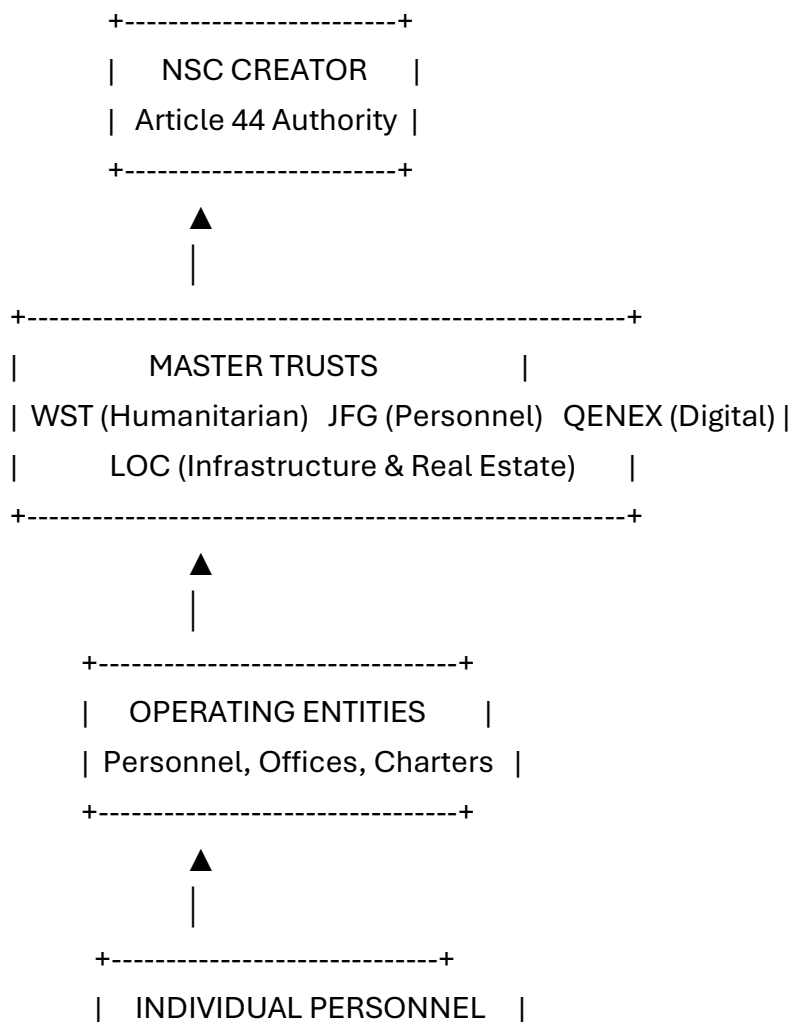 +-------------------------+
| NSC CREATOR |
| Article 44 Authority |
+-------------------------+
▲
│
+-------------------------------------------------------+
| MASTER TRUSTS |
| WST (Humanitarian) JFG (Personnel) QENEX (Digital) |
| LOC (Infrastructure & Real Estate) |
+-------------------------------------------------------+
▲
│
+---------------------------------+
| OPERATING ENTITIES |
| Personnel, Offices, Charters |
+---------------------------------+
▲
│
+------------------------------+
| INDIVIDUAL PERSONNEL |